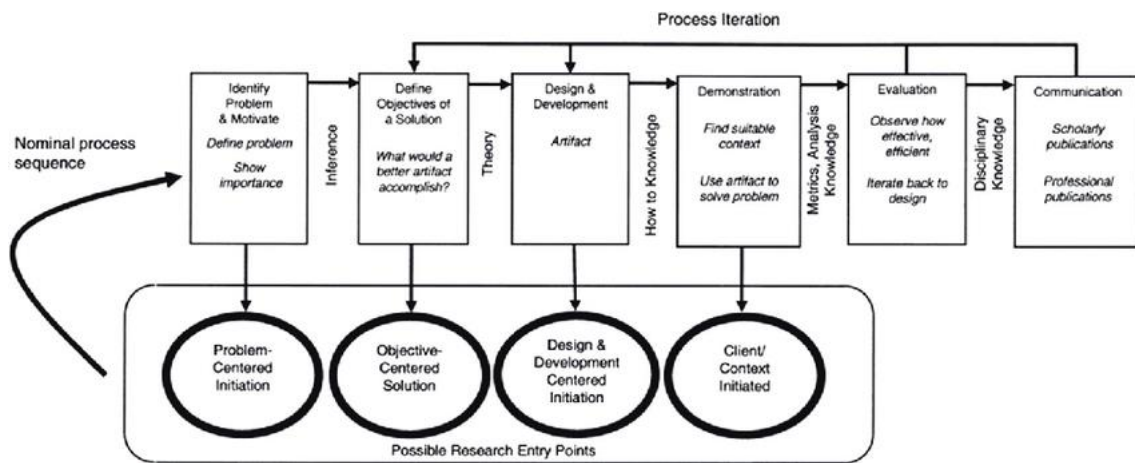 Process Iteration
Nominal process
sequence
Identify
Problem
& Motivate
Define problem
Show
importance
Inference
Define
Objectives of
a Solution
What would a
better artifact
accomplish?
Theory
Design &
Development
Artifact
How to Knowledge
Demonstration
Find suitable
context
Use artifact to
solve problem
Metrics, Analysis
Knowledge
Evaluation
Observe how
effective,
efficient
Iterate back to
design
Disciplinary
Knowledge
Communication
Scholarly
publications
Professional
publications
Problem-
Centered
Initiation
Objective-
Centered
Solution
Design &
Development
Centered
Initiation
Client/
Context
Initiated
Possible Research Entry Points